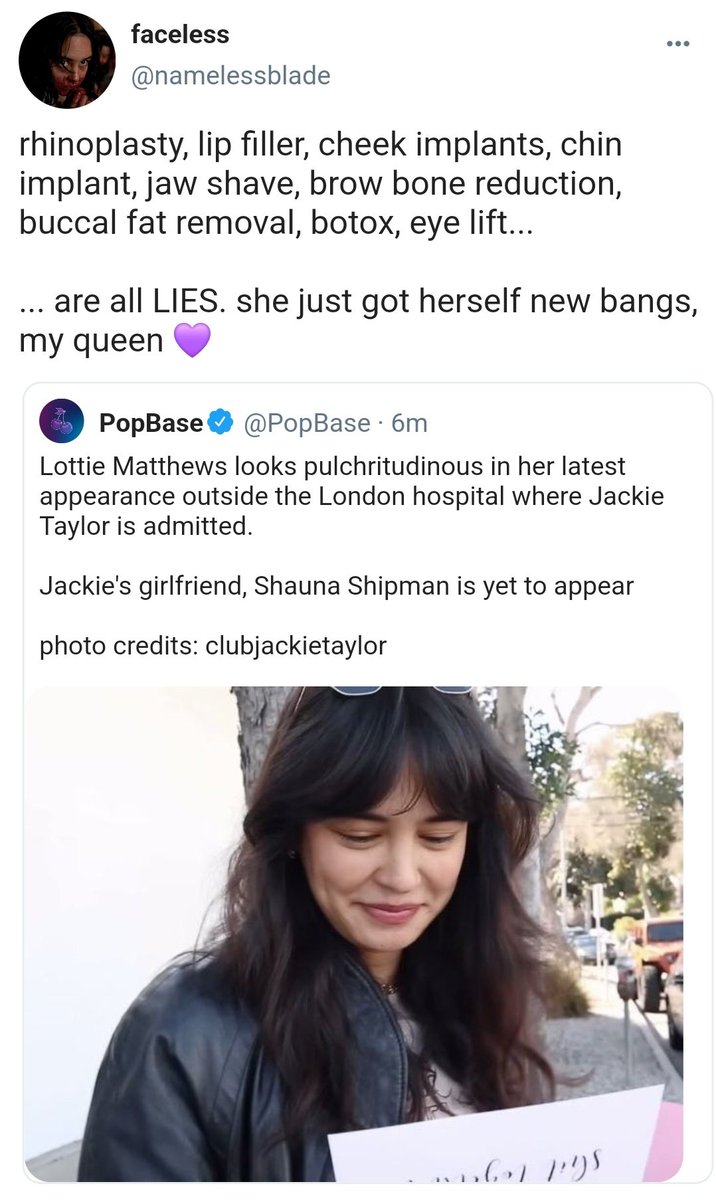 faceless
@namelessblade
rhinoplasty, lip filler, cheek implants, chin
implant, jaw shave, brow bone reduction,
buccal fat removal, botox, eye lift...
... are all LIES. she just got herself new bangs,
my queen 💜
PopBase @PopBase · 6m
Lottie Matthews looks pulchritudinous in her latest
appearance outside the London hospital where Jackie
Taylor is admitted.
Jackie's girlfriend, Shauna Shipman is yet to appear
photo credits: clubjackietaylor